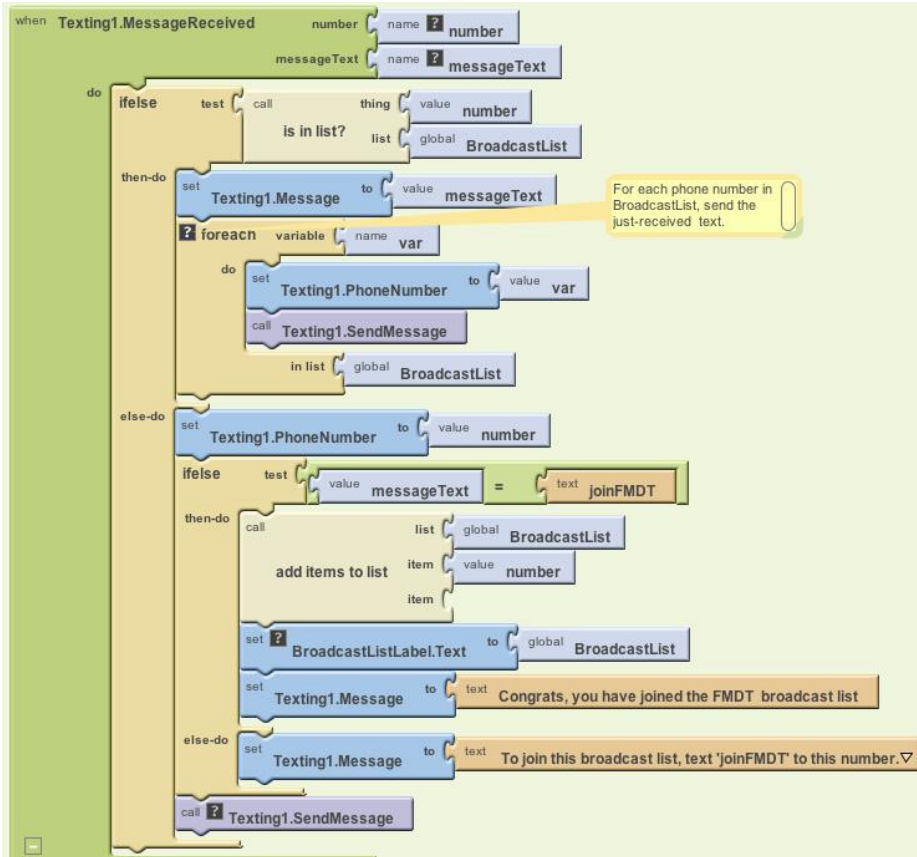 when Texting1.MessageReceived number name ? number
messageText name ? messageText
do ifelse test call thing value number
is in list? list global BroadcastList
then-do set Texting1.Message to value messageText
For each phone number in
BroadcastList, send the
just-received text.
? foreach variable name var
do set Texting1.PhoneNumber to value var
call Texting1.SendMessage
in list global BroadcastList
else-do set Texting1.PhoneNumber to value number
ifelse test value messageText = text joinFMDT
then-do call list global BroadcastList
add items to list item value number
item
set ? BroadcastListLabel.Text to global BroadcastList
set Texting1.Message to text Congrats, you have joined the FMDT broadcast list
else-do set Texting1.Message to text To join this broadcast list, text 'joinFMDT' to this number.
call ? Texting1.SendMessage